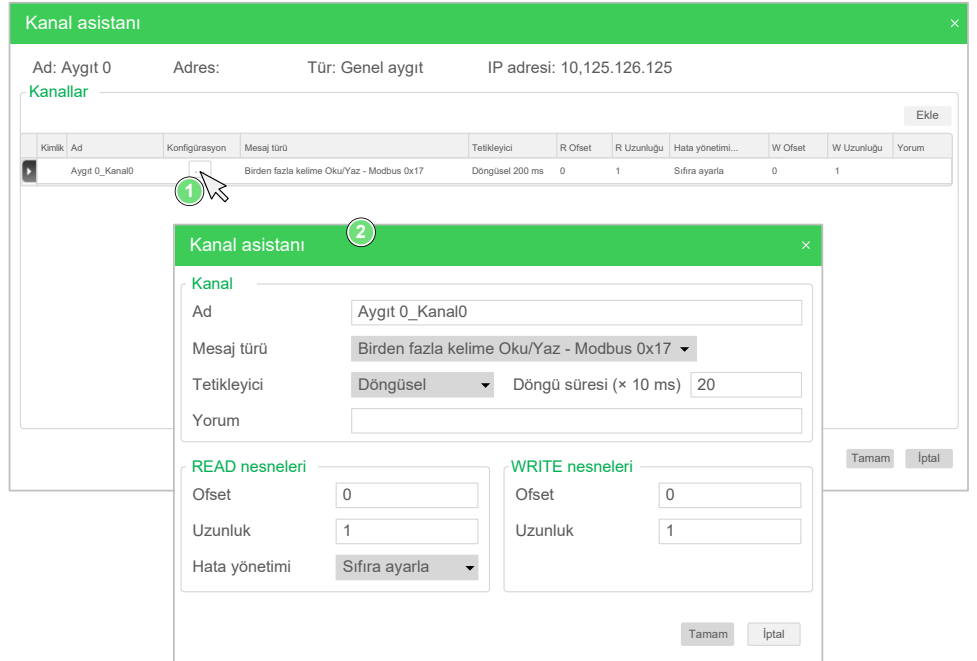 Kanal asistanı ×
Ad: Aygıt 0 Adres: Tür: Genel aygıt IP adresi: 10,125.126.125
Kanallar
Ekle
Kimlik Ad Konfigürasyon Mesaj türü Tetikleyici R Ofset R Uzunluğu Hata yönetimi... W Ofset W Uzunluğu Yorum
Aygıt 0_Kanal0 Birden fazla kelime Oku/Yaz - Modbus 0x17 Döngüsel 200 ms 0 1 Sıfıra ayarla 0 1
1
2
Kanal asistanı ×
Kanal
Ad Aygıt 0_Kanal0
Mesaj türü Birden fazla kelime Oku/Yaz - Modbus 0x17
Tetikleyici Döngüsel Döngü süresi (× 10 ms) 20
Yorum
READ nesneleri WRITE nesneleri
Ofset 0 Ofset 0
Uzunluk 1 Uzunluk 1
Hata yönetimi Sıfıra ayarla
Tamam İptal
Tamam İptal